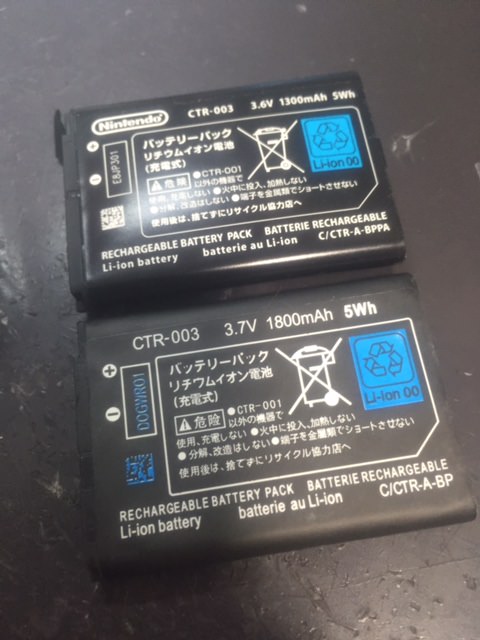 Nintendo CTR-003 3.6V 1300mAh 5Wh
+
−
E8JP301
バッテリーパック
リチウムイオン電池
(充電式)
危険 ●CTR-001
以外の機器で
使用、充電しない ●火中に投入、加熱しない
●分解、改造はしない ●端子を金属類でショートさせない
使用後は、捨てずにリサイクル協力店へ
Li-ion 00
RECHARGEABLE BATTERY PACK BATTERIE RECHARGEABLE
Li-ion battery batterie au Li-ion C/CTR-A-BPPA
CTR-003 3.7V 1800mAh 5Wh
+
−
DOGWR01
バッテリーパック
リチウムイオン電池
(充電式)
危険 ●CTR-001
以外の機器で
使用、充電しない ●火中に投入、加熱しない
●分解、改造はしない ●端子を金属類でショートさせない
使用後は、捨てずにリサイクル協力店へ
Li-ion 00
RECHARGEABLE BATTERY PACK BATTERIE RECHARGEABLE
Li-ion battery batterie au Li-ion C/CTR-A-BP